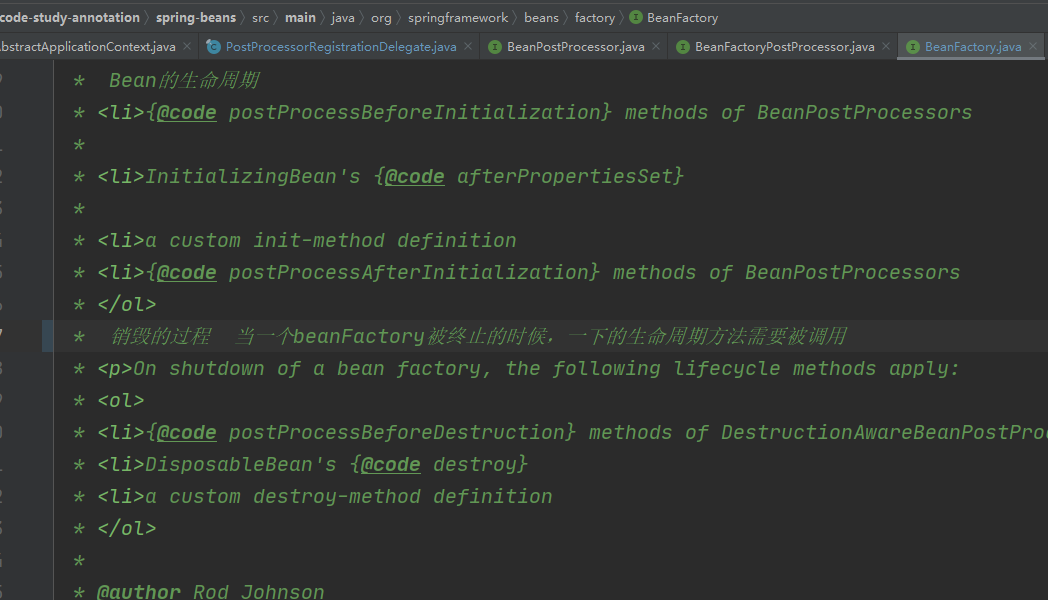 code-study-annotation › spring-beans › src › main › java › org › springframework › beans › factory › BeanFactory
AbstractApplicationContext.java PostProcessorRegistrationDelegate.java BeanPostProcessor.java BeanFactoryPostProcessor.java BeanFactory.java
* Bean的生命周期
* <li>{@code postProcessBeforeInitialization} methods of BeanPostProcessors
*
* <li>InitializingBean's {@code afterPropertiesSet}
*
* <li>a custom init-method definition
* <li>{@code postProcessAfterInitialization} methods of BeanPostProcessors
* </ol>
* 销毁的过程 当一个beanFactory被终止的时候，一下的生命周期方法需要被调用
* <p>On shutdown of a bean factory, the following lifecycle methods apply:
* <ol>
* <li>{@code postProcessBeforeDestruction} methods of DestructionAwareBeanPostProc
* <li>DisposableBean's {@code destroy}
* <li>a custom destroy-method definition
* </ol>
*
* @author Rod Johnson